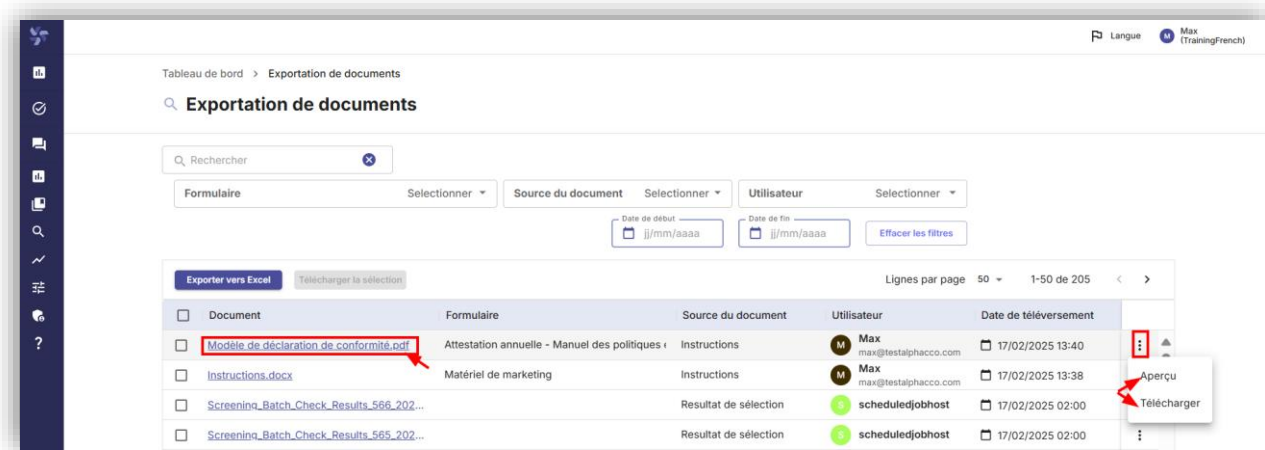 Langue
M Max
(TrainingFrench)
Tableau de bord > Exportation de documents
Exportation de documents
Rechercher
Formulaire Selectionner Source du document Selectionner Utilisateur Selectionner
Date de début Date de fin
jj/mm/aaaa jj/mm/aaaa Effacer les filtres
Exporter vers Excel Télécharger la sélection Lignes par page 50 1-50 de 205 < >
Document Formulaire Source du document Utilisateur Date de téléversement
Modèle de déclaration de conformité.pdf Attestation annuelle - Manuel des politiques Instructions M Max 17/02/2025 13:40
max@testalphacco.com
Instructions.docx Matériel de marketing Instructions M Max 17/02/2025 13:38
max@testalphacco.com
Aperçu
Télécharger
Screening_Batch_Check_Results_566_202... Resultat de sélection S scheduledjobhost 17/02/2025 02:00
Screening_Batch_Check_Results_565_202... Resultat de sélection S scheduledjobhost 17/02/2025 02:00
?